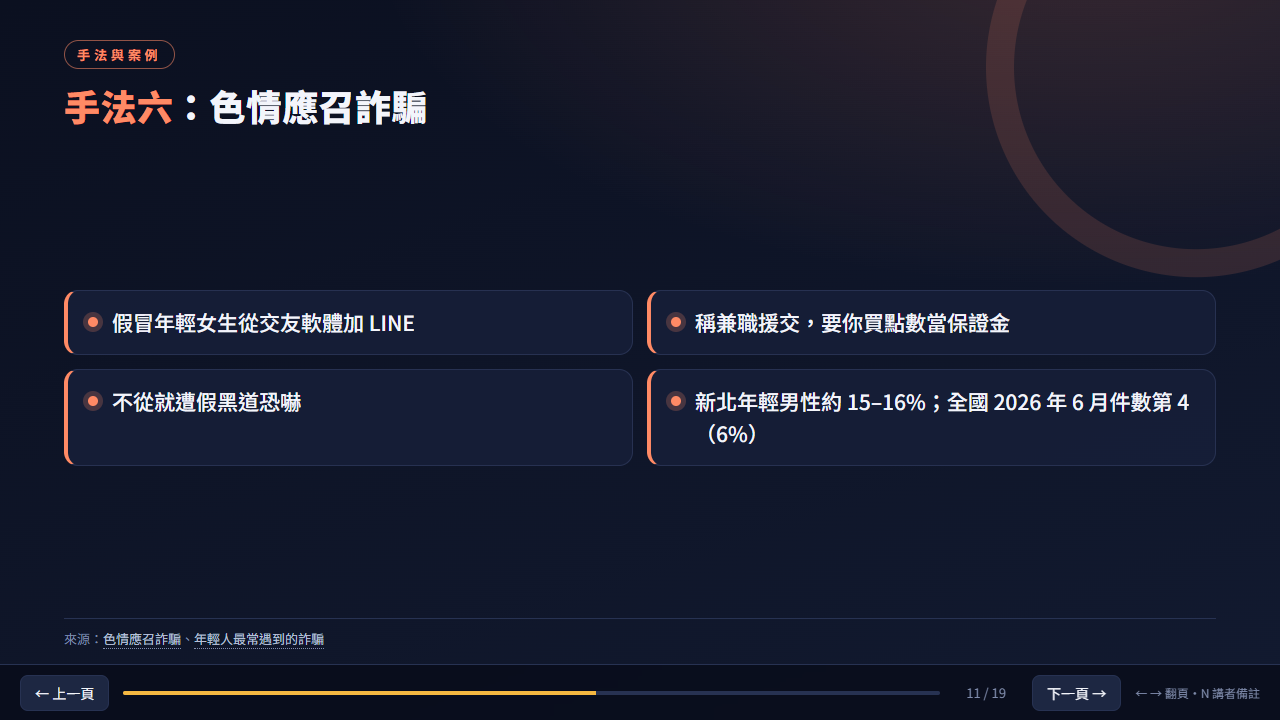 手法與案例
手法六：色情應召詐騙
假冒年輕女生從交友軟體加 LINE
稱兼職援交，要你買點數當保證金
不從就遭假黑道恐嚇
新北年輕男性約 15–16%；全國 2026 年 6 月件數第 4
（6%）
來源：色情應召詐騙、年輕人最常遇到的詐騙
← 上一頁
11 / 19
下一頁 →
← → 翻頁・N 講者備註